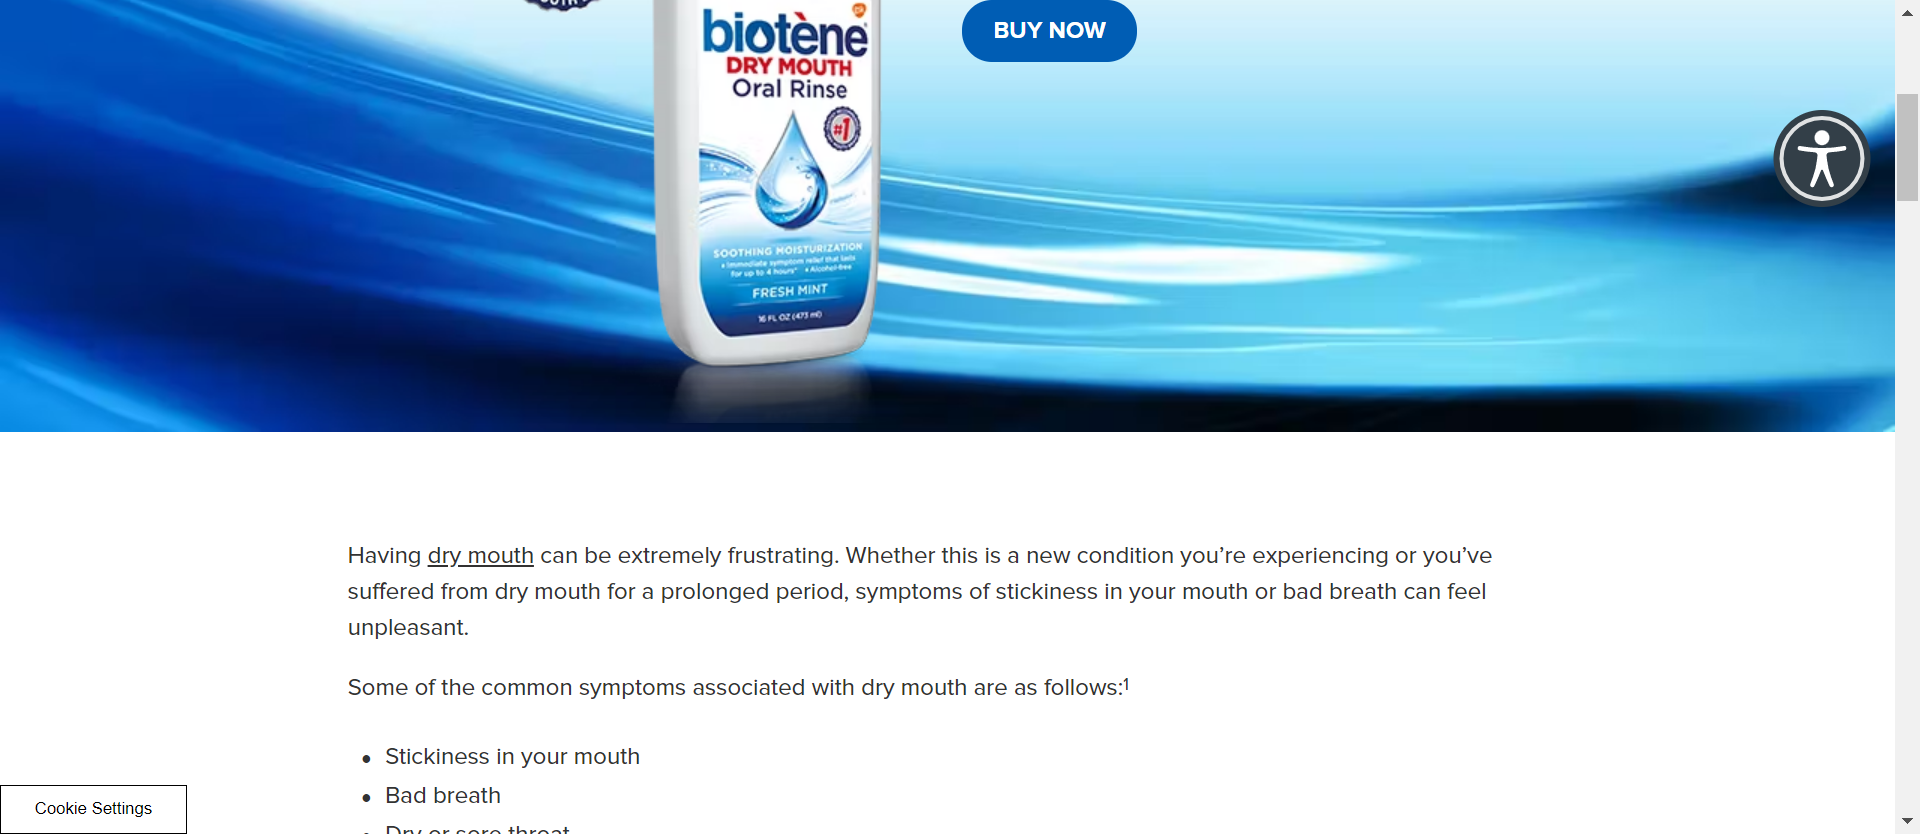 BUY NOW
biotène
DRY MOUTH
Oral Rinse
#1
SOOTHING MOISTURIZATION
• Immediate symptom relief that lasts
for up to 4 hours* • Alcohol-free
FRESH MINT
16 FL OZ (473 ml)
Having dry mouth can be extremely frustrating. Whether this is a new condition you’re experiencing or you’ve
suffered from dry mouth for a prolonged period, symptoms of stickiness in your mouth or bad breath can feel
unpleasant.
Some of the common symptoms associated with dry mouth are as follows:¹
• Stickiness in your mouth
• Bad breath
• Dry or sore throat
Cookie Settings